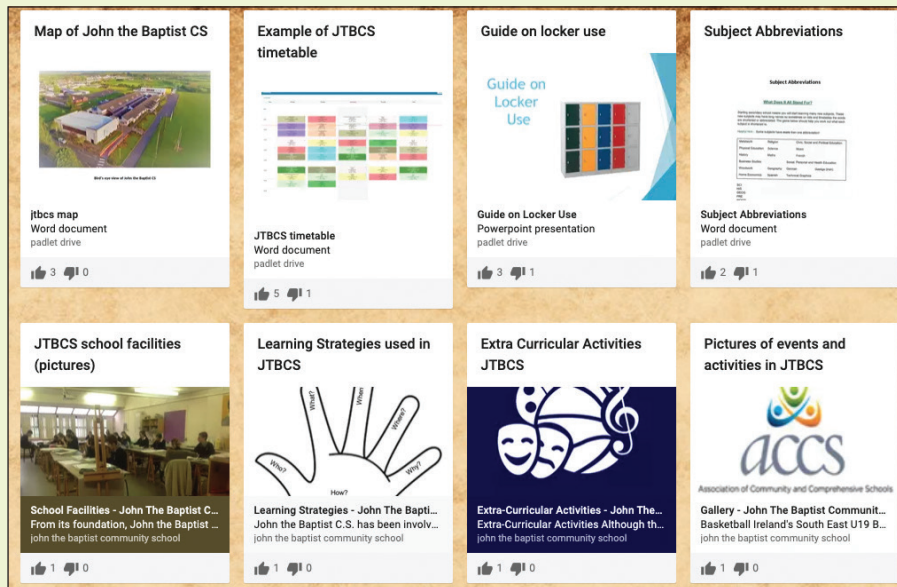 Map of John the Baptist CS
Bird's eye view of John the Baptist CS
jtbcs map
Word document
padlet drive
3 0
Example of JTBCS
timetable
JTBCS timetable
Word document
padlet drive
5 1
Guide on locker use
Guide on
Locker
Use
Guide on Locker Use
Powerpoint presentation
padlet drive
3 1
Subject Abbreviations
Subject Abbreviations
What Does It All Stand For?
Subject Abbreviations
Word document
padlet drive
2 1
JTBCS school facilities
(pictures)
School Facilities - John The Baptist C...
From its foundation, John the Baptist ...
john the baptist community school
1 0
Learning Strategies used in
JTBCS
Who?
What?
When
Where?
Why?
How?
Learning Strategies - John The Bapti...
John the Baptist C.S. has been involv...
john the baptist community school
1 0
Extra Curricular Activities
JTBCS
Extra-Curricular Activities - John The...
Extra-Curricular Activities Although th...
john the baptist community school
1 0
Pictures of events and
activities in JTBCS
accs
Association of Community and Comprehensive Schools
Gallery - John The Baptist Communit...
Basketball Ireland's South East U19 B...
john the baptist community school
1 0